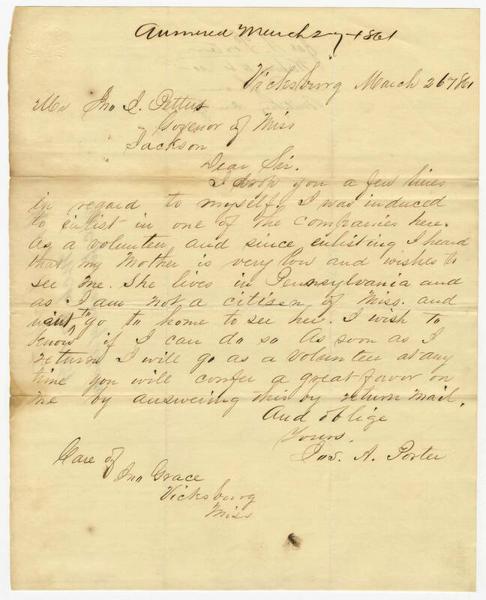 Answered March 27 1861
Vicksburg March 26 1861
Mr Jno J. Pettus
Govenor of Miss
Jackson
Dear Sir.
I drop you a few lines
in regard to myself. I was induced
to enlist in one of the companies here.
As a volunteer and since enlisting I heard
that my Mother is very low and wishes to
see me. She lives in Pennsylvania and
as I am not a citizen of Miss. and
want to go to home to see her. I wish to
know if I can do so As soon as I
return I will go as a Volunteer at any
time you will confer a great favor on
me by answering this by return mail.
And oblige
Yours.
Jas. A. Porter
Care of
Jno Grace
Vicksburg
Miss